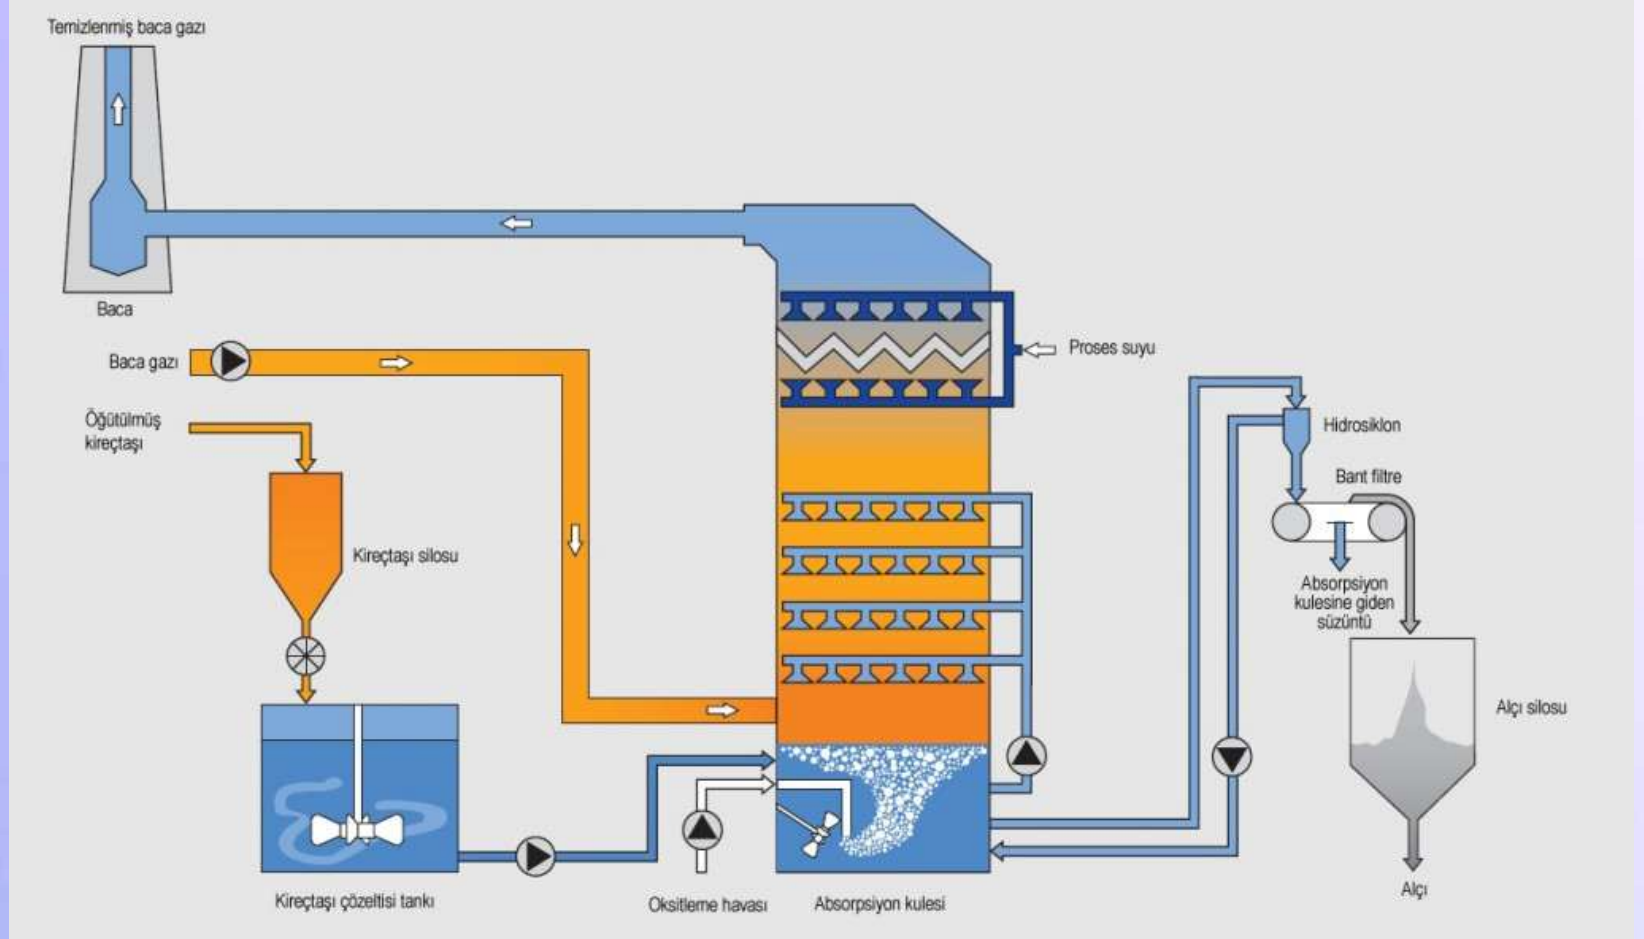 Temizlenmiş baca gazı
Baca
Baca gazı
Proses suyu
Öğütülmüş
kireçtaşı
Hidrosiklon
Bant filtre
Kireçtaşı silosu
Absorpsiyon
kulesine giden
süzüntü
Alçı silosu
Kireçtaşı çözeltisi tankı
Oksitleme havası
Absorpsiyon kulesi
Alçı